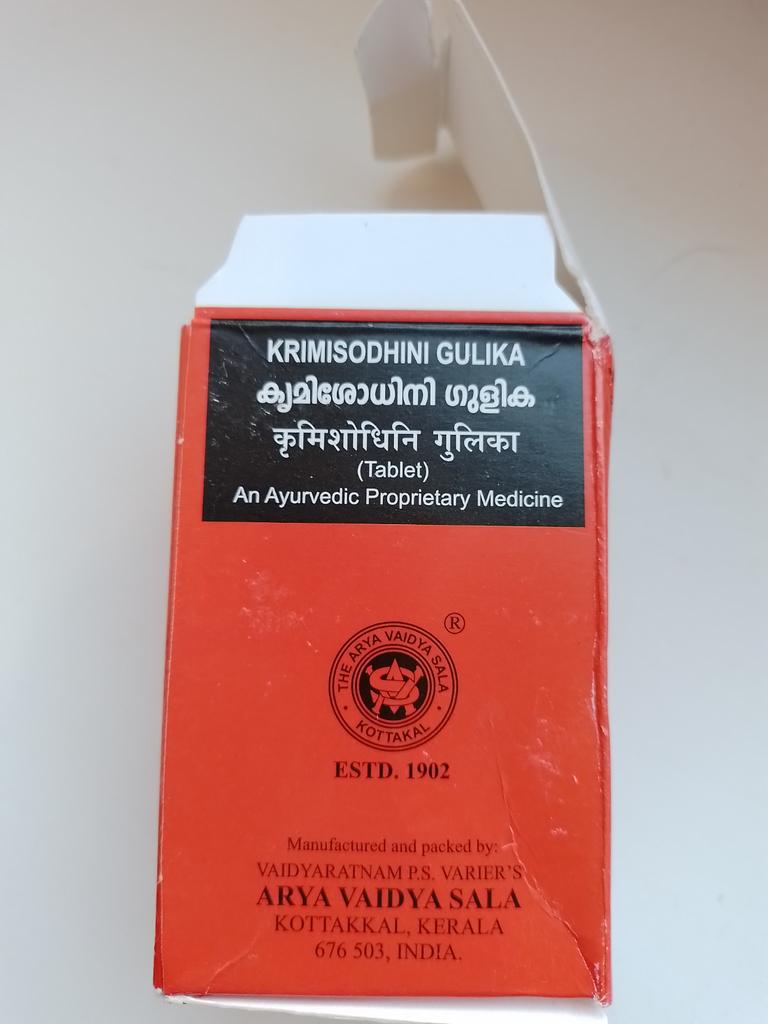 KRIMISODHINI GULIKA
കൃമിശോധിനി ഗുളിക
कृमिशोधिनि गुलिका
(Tablet)
An Ayurvedic Proprietary Medicine
®
THE ARYA VAIDYA SALA
KOTTAKAL
ESTD. 1902
Manufactured and packed by:
VAIDYARATNAM P.S. VARIER'S
ARYA VAIDYA SALA
KOTTAKKAL, KERALA
676 503, INDIA.